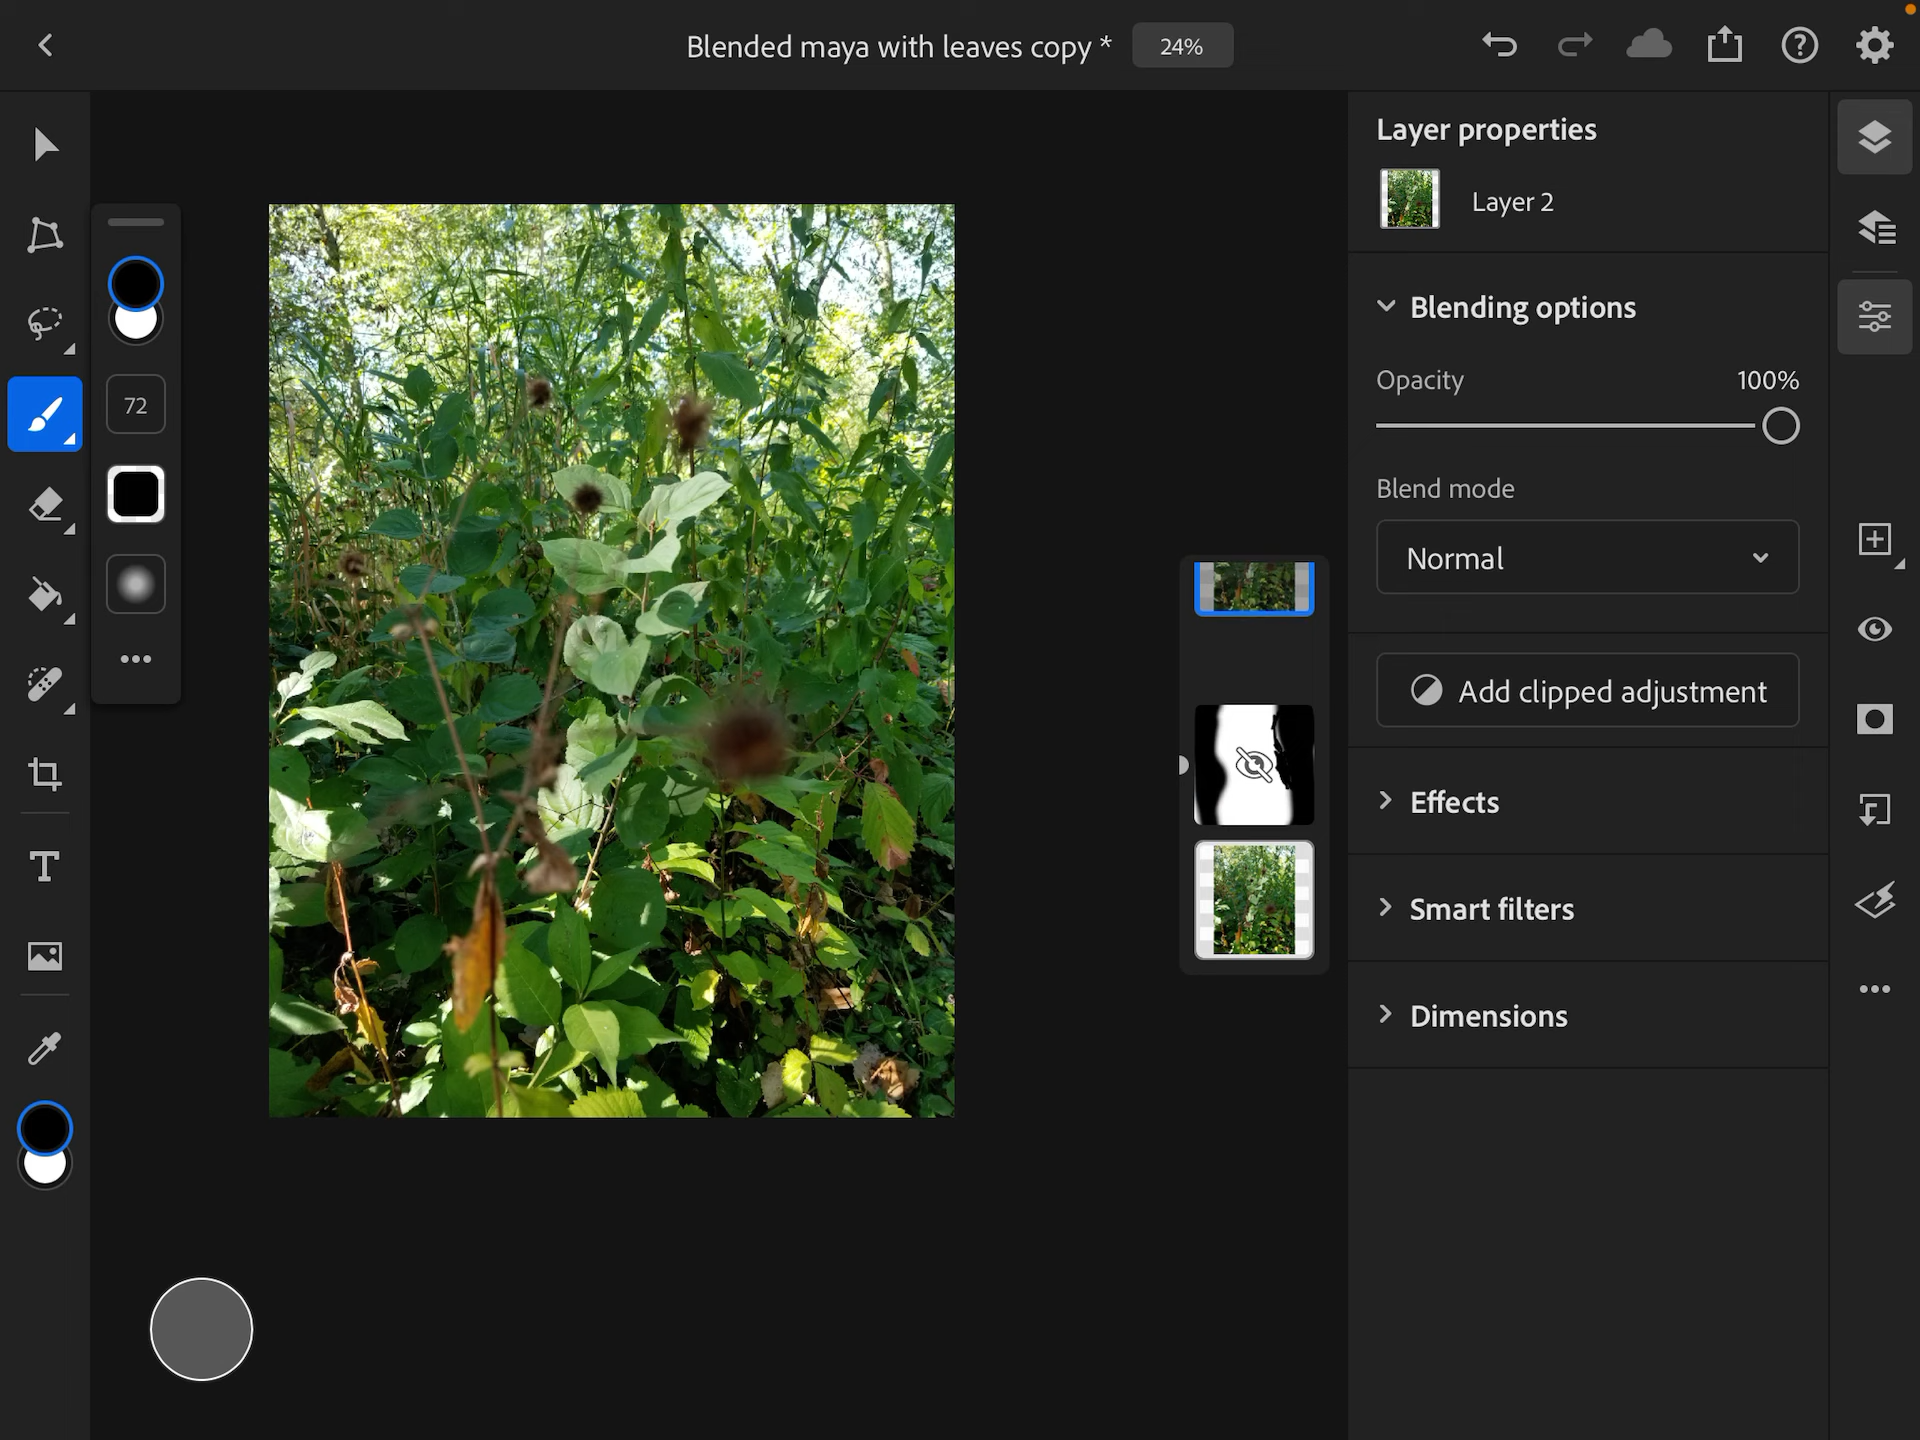 Blended maya with leaves copy *
24%
Layer properties
Layer 2
Blending options
Opacity
100%
72
Blend mode
Normal
Add clipped adjustment
Effects
Smart filters
Dimensions